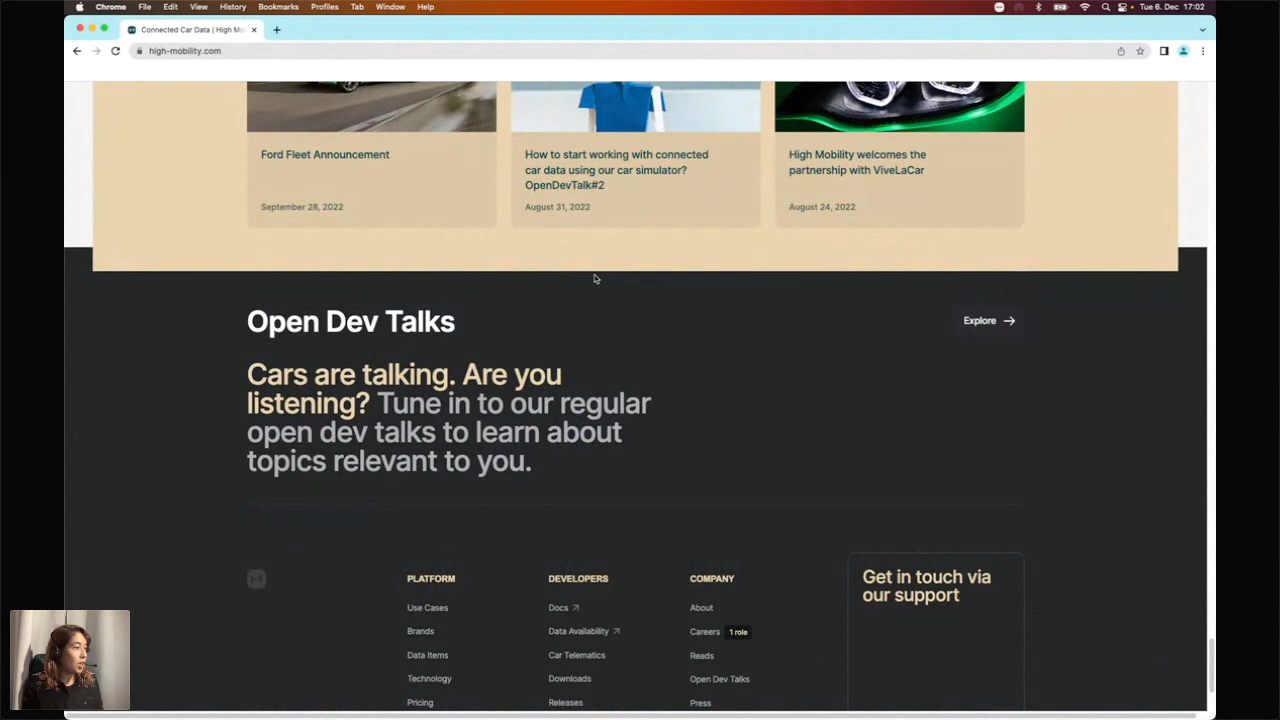 Chrome File Edit View History Bookmarks Profiles Tab Window Help Tue 6. Dec 17:02
Connected Car Data | High Mo
high-mobility.com
Ford Fleet Announcement
September 28, 2022
How to start working with connected
car data using our car simulator?
OpenDevTalk#2
August 31, 2022
High Mobility welcomes the
partnership with ViveLaCar
August 24, 2022
Open Dev Talks
Explore →
Cars are talking. Are you
listening? Tune in to our regular
open dev talks to learn about
topics relevant to you.
PLATFORM
Use Cases
Brands
Data Items
Technology
Pricing
DEVELOPERS
Docs ↗
Data Availability ↗
Car Telematics
Downloads
Releases
COMPANY
About
Careers 1 role
Reads
Open Dev Talks
Press
Get in touch via
our support